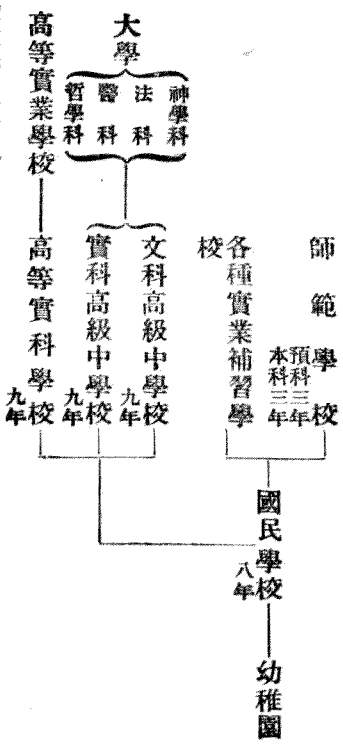 師範學校
預科三年
本科三年
各種實業補習學
校
國民學校
八年
幼稚園
大學
神學科
法科
醫科
哲學科
文科高級中學校
九年
實科高級中學校
九年
高等實業學校
高等實科學校
九年